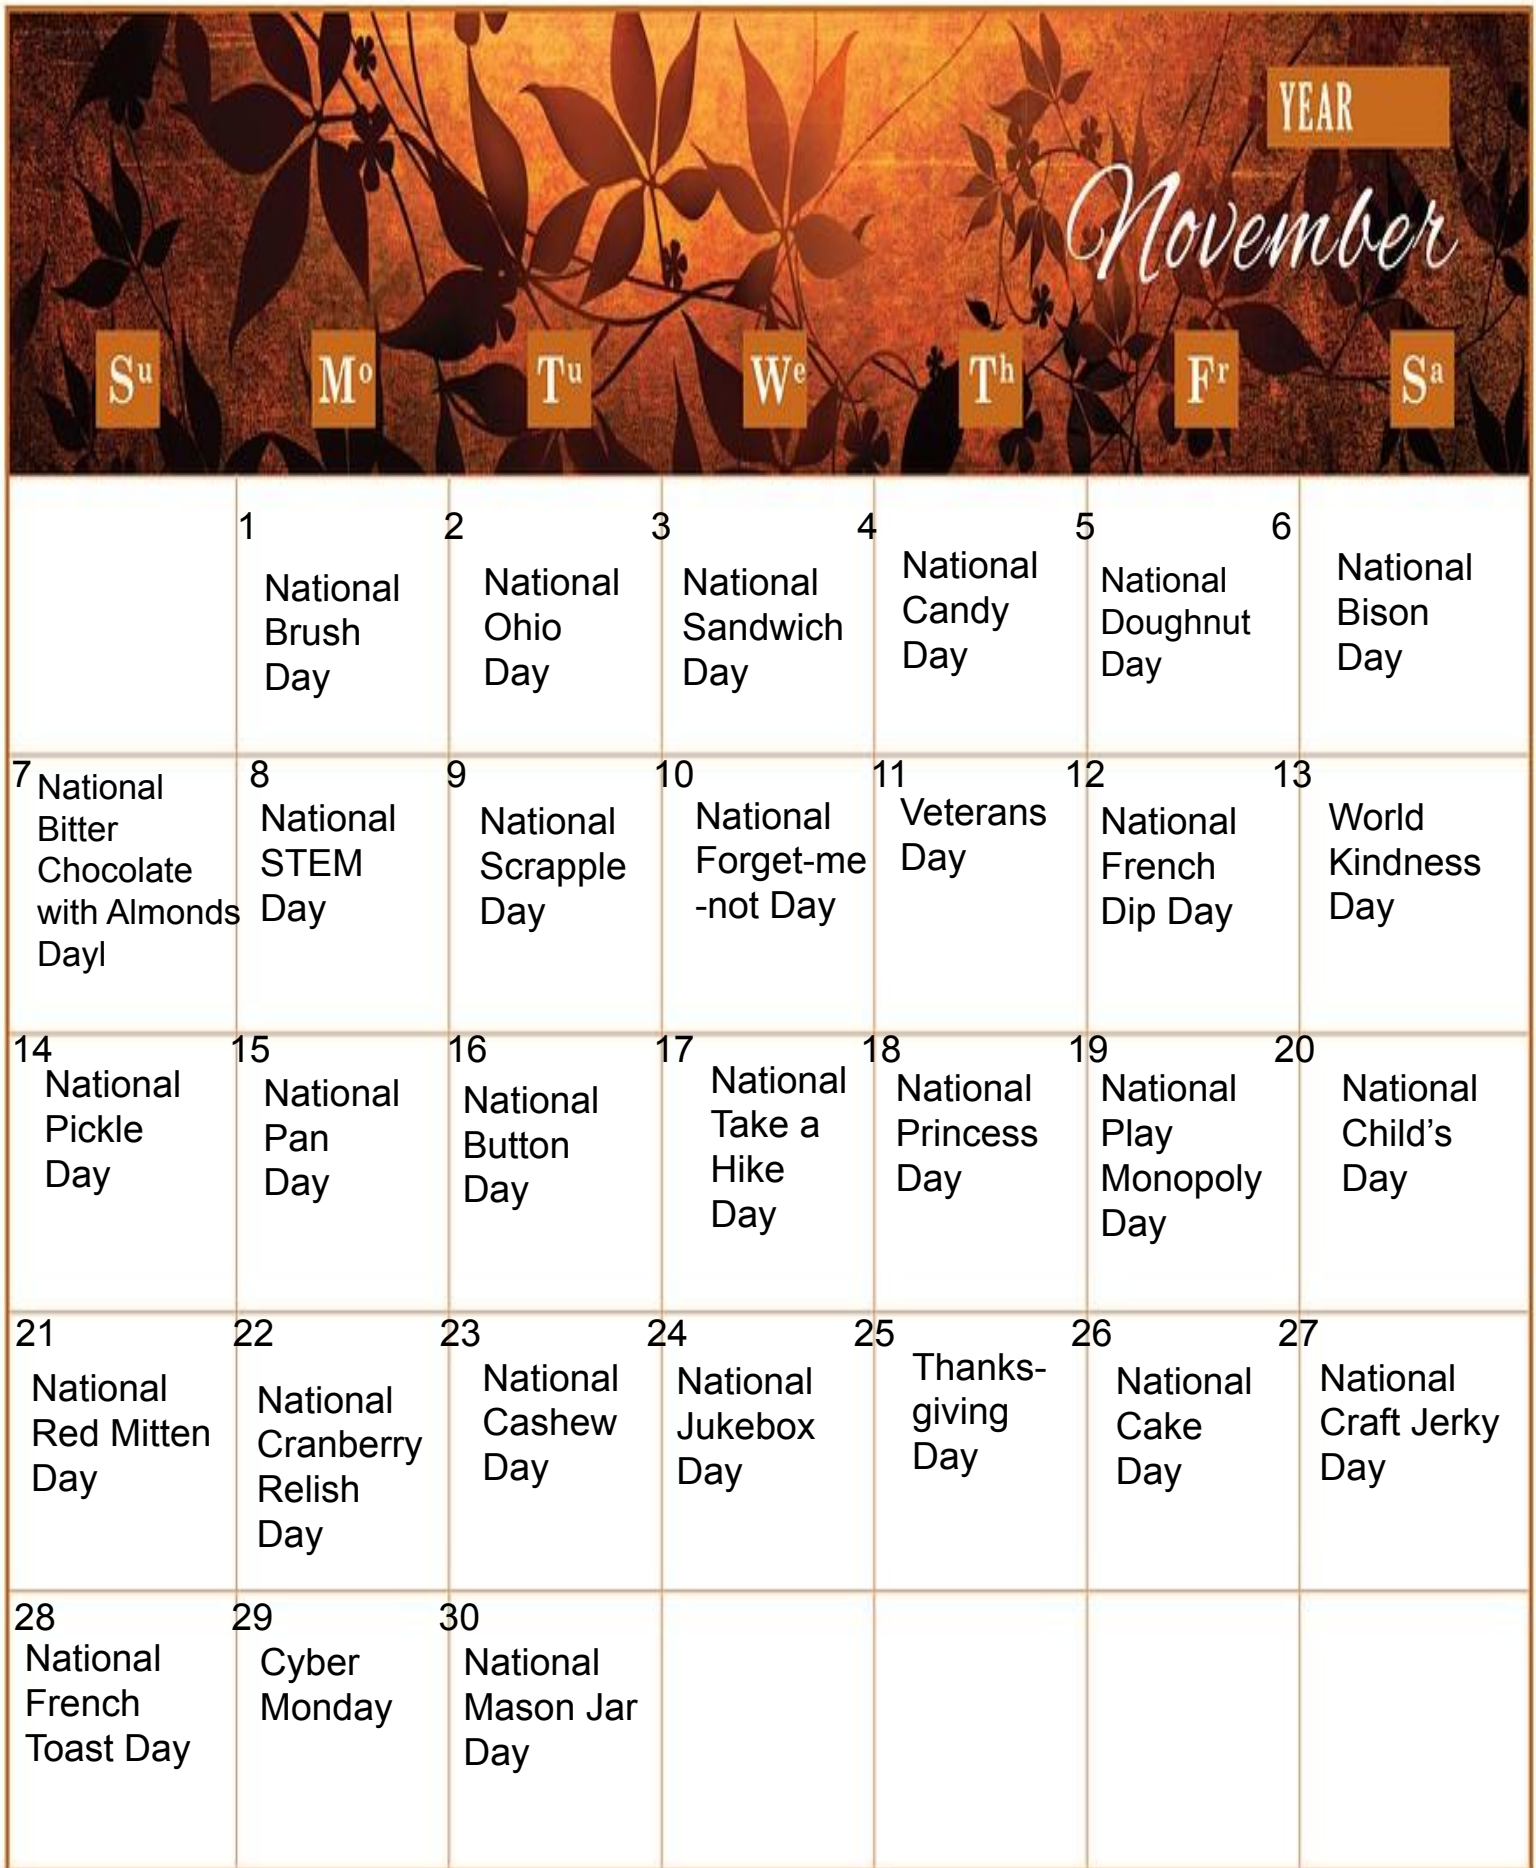 YEAR
November
Su Mo Tu We Th Fr Sa
1
National
Brush
Day
2
National
Ohio
Day
3
National
Sandwich
Day
4
National
Candy
Day
5
National
Doughnut
Day
6
National
Bison
Day
7
National
Bitter
Chocolate
with Almonds
Dayl
8
National
STEM
Day
9
National
Scrapple
Day
10
National
Forget-me
-not Day
11
Veterans
Day
12
National
French
Dip Day
13
World
Kindness
Day
14
National
Pickle
Day
15
National
Pan
Day
16
National
Button
Day
17
National
Take a
Hike
Day
18
National
Princess
Day
19
National
Play
Monopoly
Day
20
National
Child’s
Day
21
National
Red Mitten
Day
22
National
Cranberry
Relish
Day
23
National
Cashew
Day
24
National
Jukebox
Day
25
Thanks-
giving
Day
26
National
Cake
Day
27
National
Craft Jerky
Day
28
National
French
Toast Day
29
Cyber
Monday
30
National
Mason Jar
Day